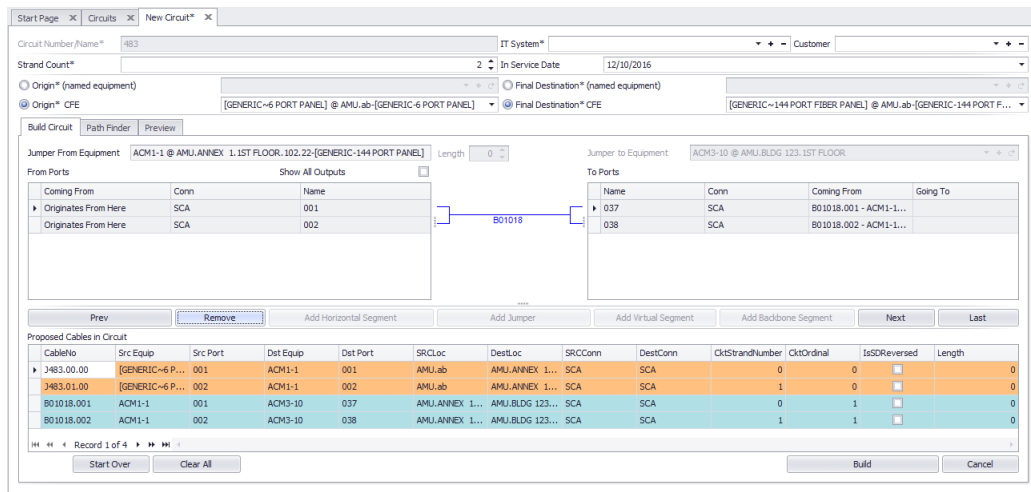 Start Page Circuits New Circuit*
Circuit Number/Name* 483 IT System* Customer
Strand Count* 2 In Service Date 12/10/2016
Origin* (named equipment) Final Destination* (named equipment)
Origin* CFE [GENERIC~6 PORT PANEL] @ AMU.ab-[GENERIC-6 PORT PANEL] Final Destination* CFE [GENERIC~144 PORT FIBER PANEL] @ AMU.ab-[GENERIC-144 PORT F...
Build Circuit Path Finder Preview
Jumper From Equipment ACM1-1 @ AMU.ANNEX 1.1ST FLOOR.102.22-[GENERIC-144 PORT PANEL] Length 0 Jumper to Equipment ACM3-10 @ AMU.BLDG 123.1ST FLOOR
From Ports Show All Outputs To Ports
Coming From Conn Name Name Conn Coming From Going To
Originates From Here SCA 001 037 SCA B01018.001 - ACM1-1...
Originates From Here SCA 002 038 SCA B01018.002 - ACM1-1...
B01018
Prev Remove Add Horizontal Segment Add Jumper Add Virtual Segment Add Backbone Segment Next Last
Proposed Cables in Circuit
CableNo Src Equip Src Port Dst Equip Dst Port SRCLoc DestLoc SRCConn DestConn CktStrandNumber CktOrdinal IsSDReversed Length
J483.00.00 [GENERIC~6 P... 001 ACM1-1 001 AMU.ab AMU.ANNEX 1... SCA SCA 0 0 0
J483.01.00 [GENERIC~6 P... 002 ACM1-1 002 AMU.ab AMU.ANNEX 1... SCA SCA 1 0 0
B01018.001 ACM1-1 001 ACM3-10 037 AMU.ANNEX 1... AMU.BLDG 123... SCA SCA 0 1 0
B01018.002 ACM1-1 002 ACM3-10 038 AMU.ANNEX 1... AMU.BLDG 123... SCA SCA 1 1 0
Record 1 of 4
Start Over Clear All Build Cancel